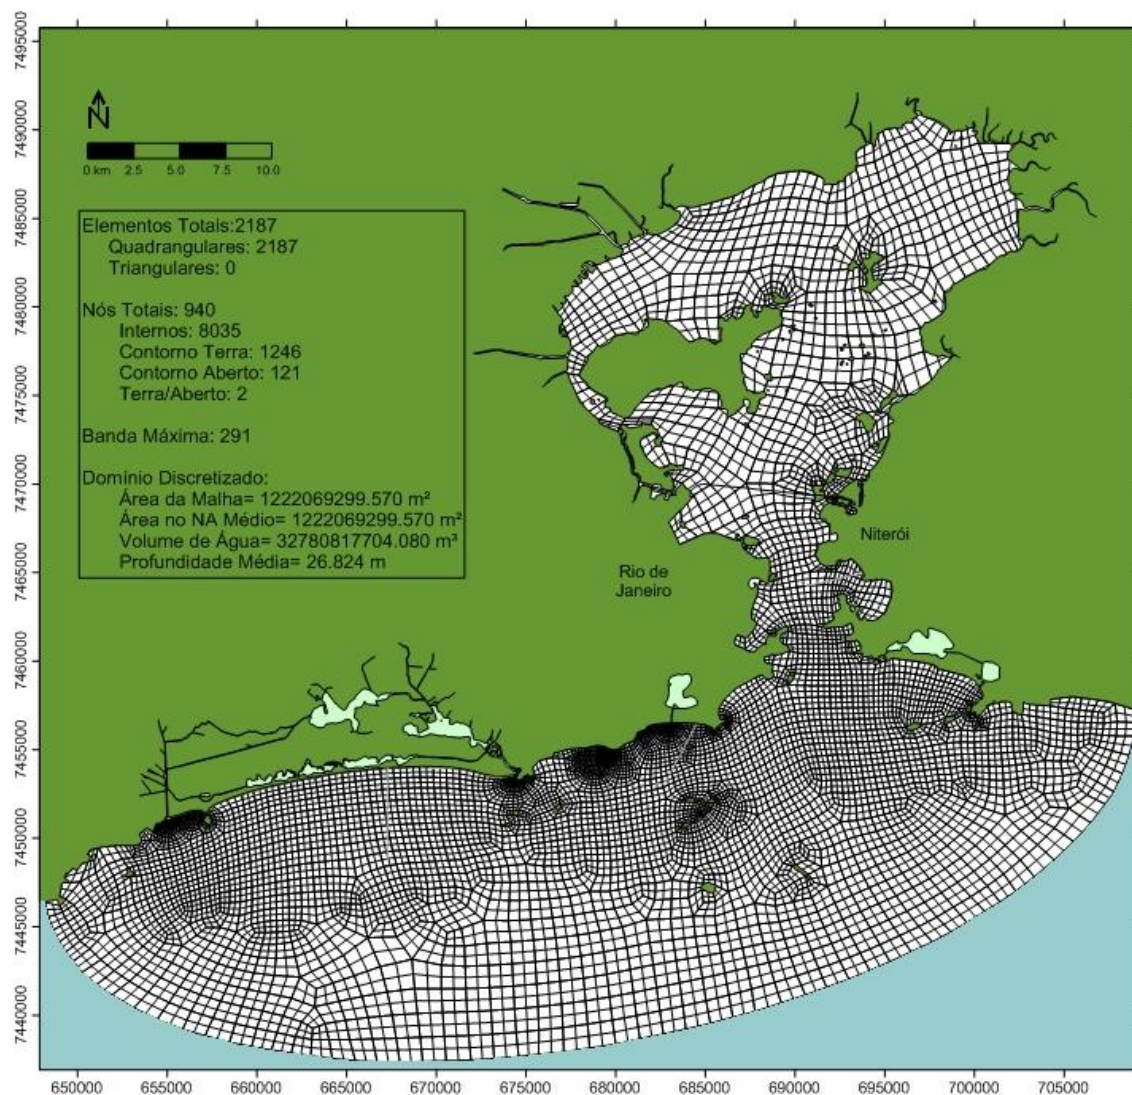 N
0 km 2.5 5.0 7.5 10.0
Elementos Totais:2187
Quadrangulares: 2187
Triangulares: 0
Nós Totais: 940
Internos: 8035
Contorno Terra: 1246
Contorno Aberto: 121
Terra/Aberto: 2
Banda Máxima: 291
Domínio Discretizado:
Área da Malha= 1222069299.570 m²
Área no NA Médio= 1222069299.570 m²
Volume de Água= 32780817704.080 m³
Profundidade Média= 26.824 m
Niterói
Rio de
Janeiro
7495000
7490000
7485000
7480000
7475000
7470000
7465000
7460000
7455000
7450000
7445000
7440000
650000 655000 660000 665000 670000 675000 680000 685000 690000 695000 700000 705000